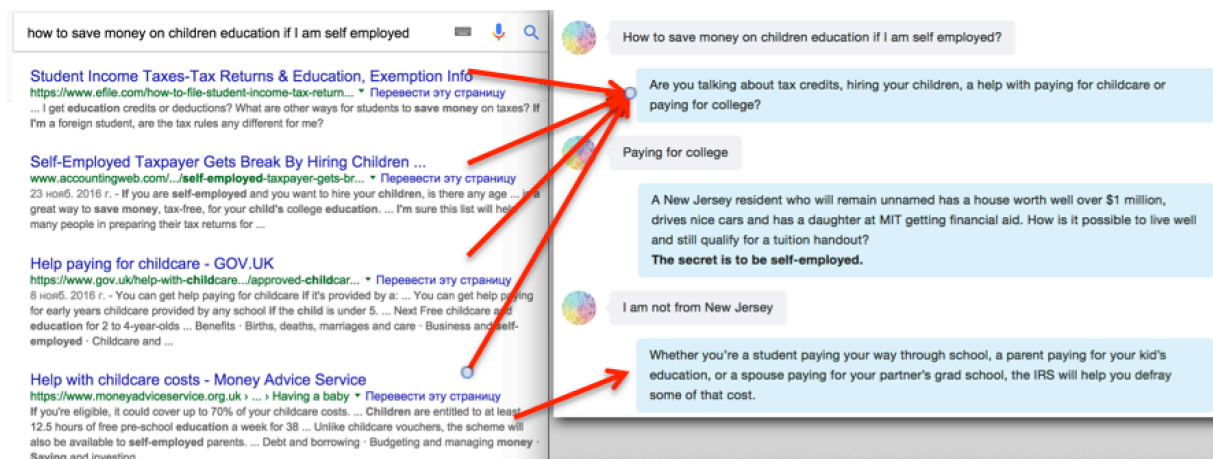 how to save money on children education if I am self employed
Student Income Taxes-Tax Returns & Education, Exemption Info
https://www.efile.com/how-to-file-student-income-tax-return... ▾ Перевести эту страницу
... I get education credits or deductions? What are other ways for students to save money on taxes? If
I'm a foreign student, are the tax rules any different for me?
Self-Employed Taxpayer Gets Break By Hiring Children ...
www.accountingweb.com/.../self-employed-taxpayer-gets-br... ▾ Перевести эту страницу
23 нояб. 2016 г. - If you are self-employed and you want to hire your children, is there any age ... is a
great way to save money, tax-free, for your child's college education. ... I'm sure this list will help
many people in preparing their tax returns for ...
Help paying for childcare - GOV.UK
https://www.gov.uk/help-with-childcare.../approved-childcar... ▾ Перевести эту страницу
8 нояб. 2016 г. - You can get help paying for childcare if it's provided by a: ... You can get help paying
for early years childcare provided by any school if the child is under 5. ... Next Free childcare and
education for 2 to 4-year-olds ... Benefits · Births, deaths, marriages and care · Business and self-
employed · Childcare and ...
Help with childcare costs - Money Advice Service
https://www.moneyadviceservice.org.uk › ... › Having a baby ▾ Перевести эту страницу
If you're eligible, it could cover up to 70% of your childcare costs. ... Children are entitled to at least
12.5 hours of free pre-school education a week for 38 ... Unlike childcare vouchers, the scheme will
also be available to self-employed parents. ... Debt and borrowing · Budgeting and managing money ·
Saving and investing
How to save money on children education if I am self employed?
Are you talking about tax credits, hiring your children, a help with paying for childcare or
paying for college?
Paying for college
A New Jersey resident who will remain unnamed has a house worth well over $1 million,
drives nice cars and has a daughter at MIT getting financial aid. How is it possible to live well
and still qualify for a tuition handout?
The secret is to be self-employed.
I am not from New Jersey
Whether you're a student paying your way through school, a parent paying for your kid's
education, or a spouse paying for your partner's grad school, the IRS will help you defray
some of that cost.